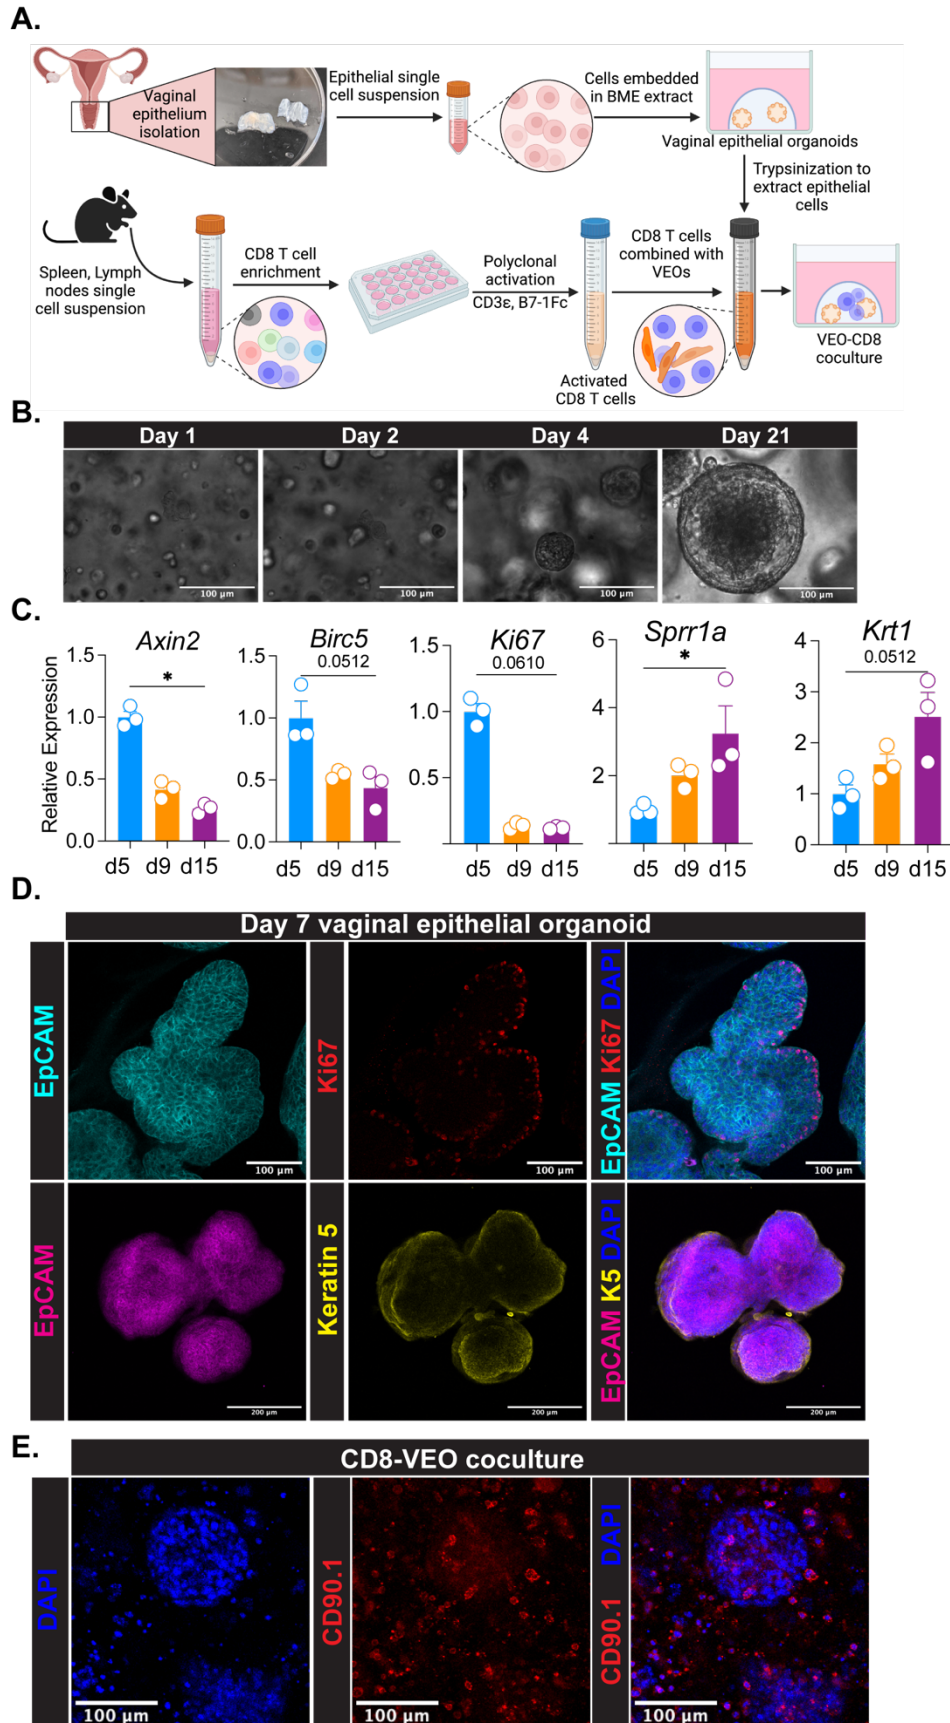 A.
Vaginal
epithelium
isolation
Epithelial single
cell suspension
Cells embedded
in BME extract
Vaginal epithelial organoids
Trypsinization to
extract epithelial
cells
Spleen, Lymph
nodes single
cell suspension
CD8 T cell
enrichment
Polyclonal
activation
CD3ε, B7-1Fc
Activated
CD8 T cells
CD8 T cells
combined with
VEOs
VEO-CD8
coculture
B.
Day 1 Day 2 Day 4 Day 21
100 µm 100 µm 100 µm 100 µm
C.
Relative Expression
Axin2
*
1.0
0.5
0.0
d5 d9 d15
Birc5
0.0512
1.0
0.5
0.0
d5 d9 d15
Ki67
0.0610
1.0
0.5
0.0
d5 d9 d15
Sprr1a
*
6
4
2
d5 d9 d15
Krt1
0.0512
4
3
2
1
0
d5 d9 d15
D.
Day 7 vaginal epithelial organoid
EpCAM
100 µm
Ki67
100 µm
EpCAM Ki67 DAPI
100 µm
EpCAM
200 µm
Keratin 5
200 µm
EpCAM K5 DAPI
200 µm
E.
CD8-VEO coculture
DAPI
100 µm
CD90.1
100 µm
CD90.1 DAPI
100 µm